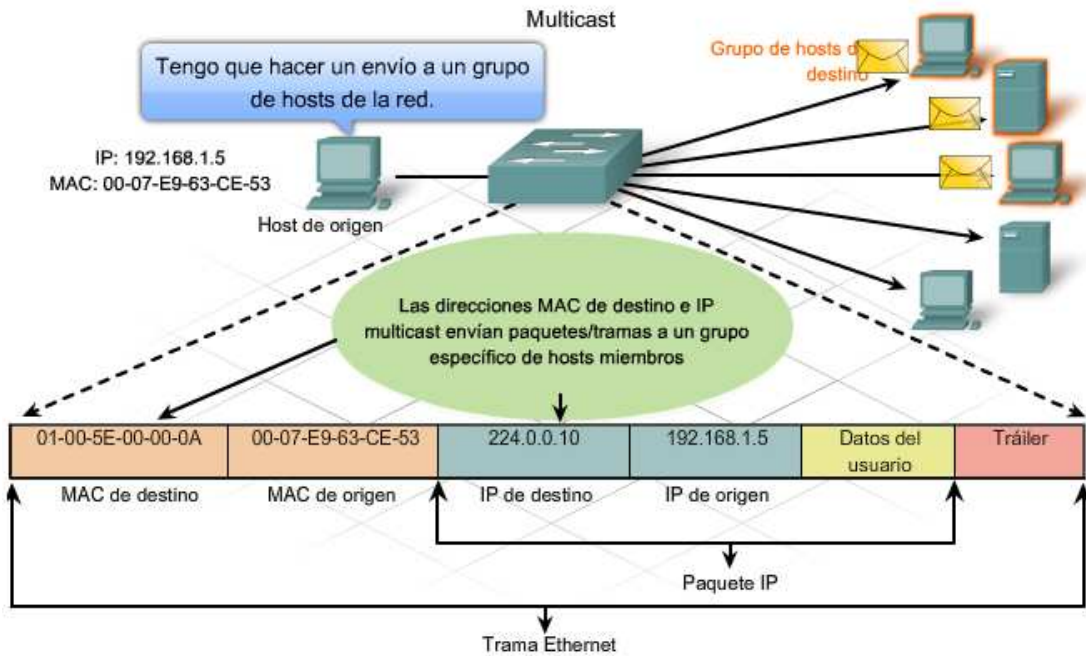 Multicast
Tengo que hacer un envío a un grupo
de hosts de la red.
Grupo de hosts d
destino
IP: 192.168.1.5
MAC: 00-07-E9-63-CE-53
Host de origen
Las direcciones MAC de destino e IP
multicast envían paquetes/tramas a un grupo
específico de hosts miembros
01-00-5E-00-00-0A
00-07-E9-63-CE-53
224.0.0.10
192.168.1.5
Datos del
usuario
Tráiler
MAC de destino
MAC de origen
IP de destino
IP de origen
Paquete IP
Trama Ethernet